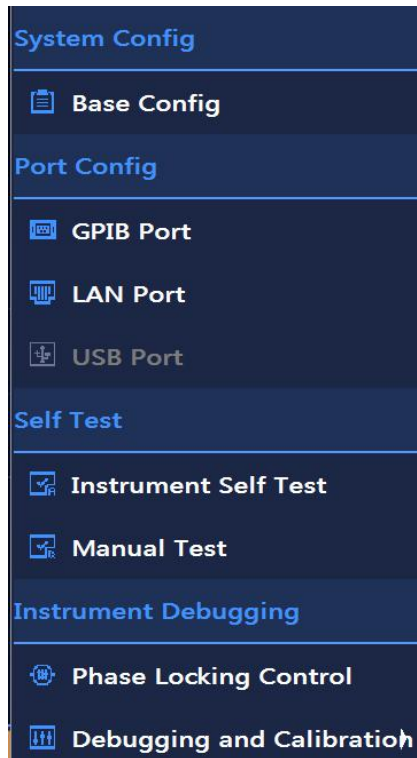 System Config
Base Config
Port Config
GPIB Port
LAN Port
USB Port
Self Test
Instrument Self Test
Manual Test
Instrument Debugging
Phase Locking Control
Debugging and Calibration